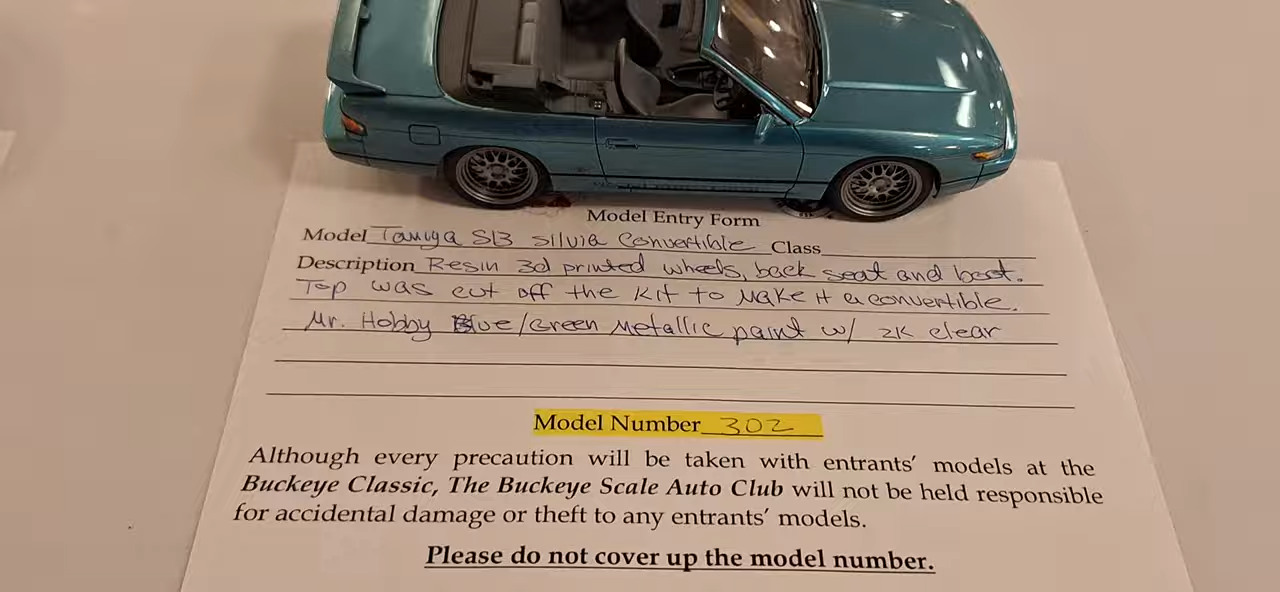 Model Entry Form
Model Tamiya S13 Silvia Convertible Class
Description Resin 3d printed wheels, back seat and boot.
Top was cut off the kit to make it a convertible.
Mr. Hobby Blue/Green Metallic paint w/ 2K clear
Model Number 302
Although every precaution will be taken with entrants' models at the
Buckeye Classic, The Buckeye Scale Auto Club will not be held responsible
for accidental damage or theft to any entrants' models.
Please do not cover up the model number.